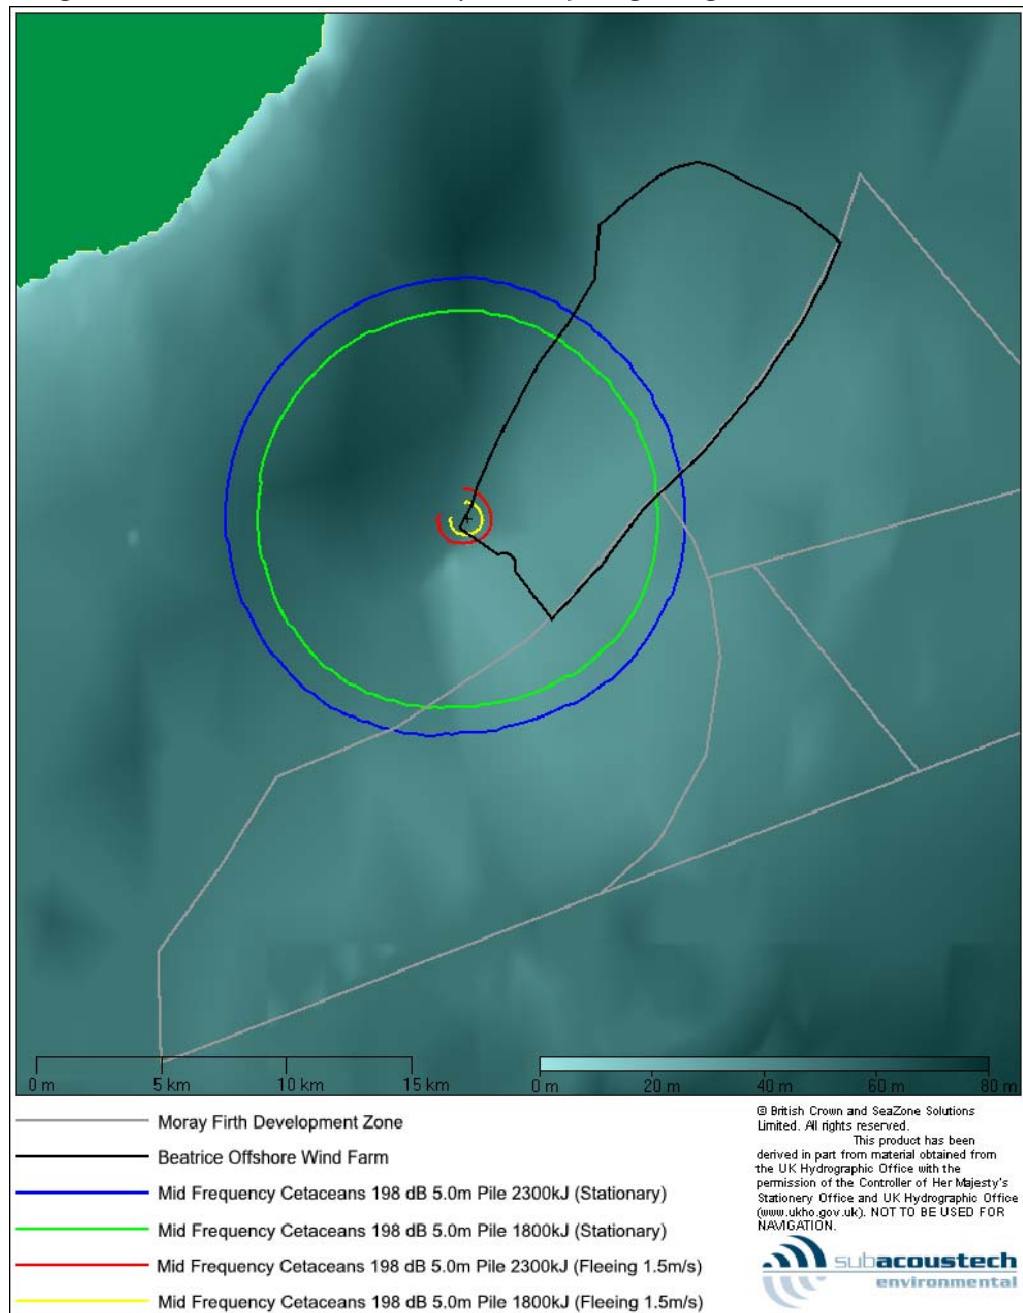 0 m 5 km 10 km 15 km
0 m 20 m 40 m 60 m 80 m
Moray Firth Development Zone
Beatrice Offshore Wind Farm
Mid Frequency Cetaceans 198 dB 5.0m Pile 2300kJ (Stationary)
Mid Frequency Cetaceans 198 dB 5.0m Pile 1800kJ (Stationary)
Mid Frequency Cetaceans 198 dB 5.0m Pile 2300kJ (Fleeing 1.5m/s)
Mid Frequency Cetaceans 198 dB 5.0m Pile 1800kJ (Fleeing 1.5m/s)
© British Crown and SeaZone Solutions
Limited. All rights reserved.
This product has been
derived in part from material obtained from
the UK Hydrographic Office with the
permission of the Controller of Her Majesty's
Stationery Office and UK Hydrographic Office
(www.ukho.gov.uk). NOT TO BE USED FOR
NAVIGATION.
subacoustech
environmental